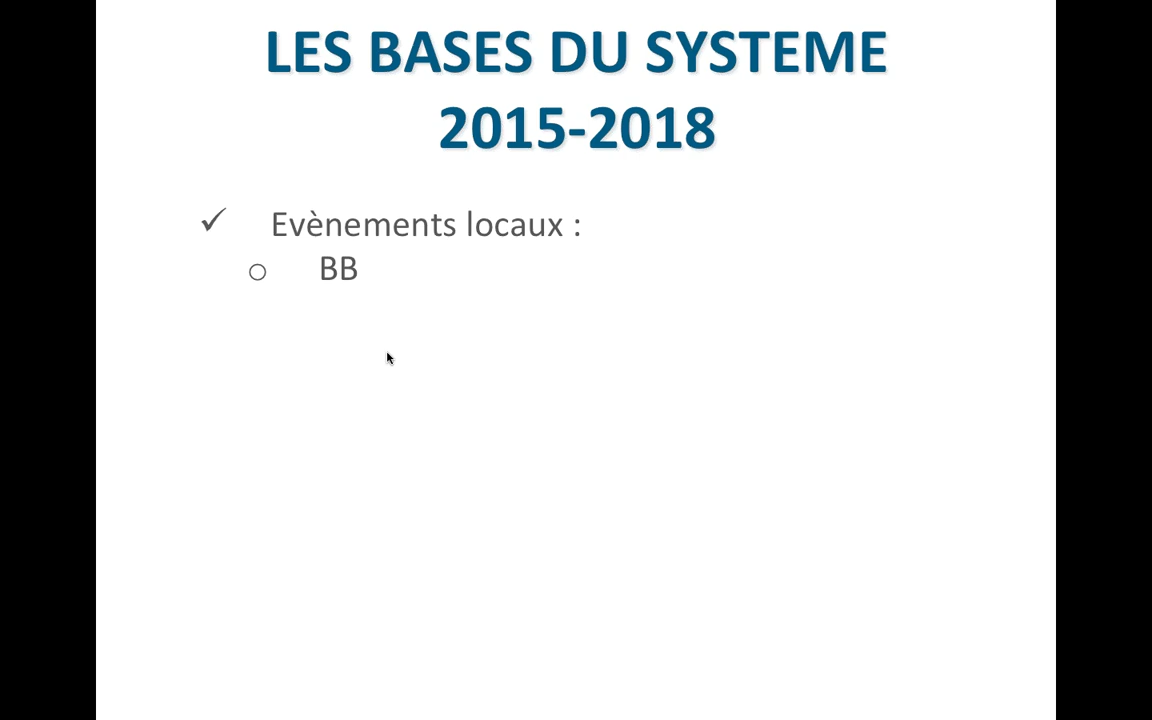 LES BASES DU SYSTEME
2015-2018
✓ Evènements locaux :
o BB